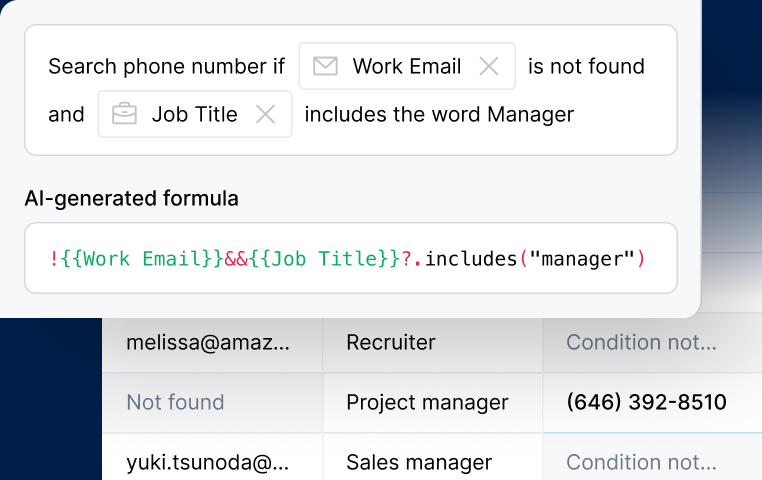 Search phone number if Work Email is not found
and Job Title includes the word Manager
AI-generated formula
!{{Work Email}}&&{{Job Title}}?.includes("manager")
melissa@amaz... Recruiter Condition not...
Not found Project manager (646) 392-8510
yuki.tsunoda@... Sales manager Condition not...